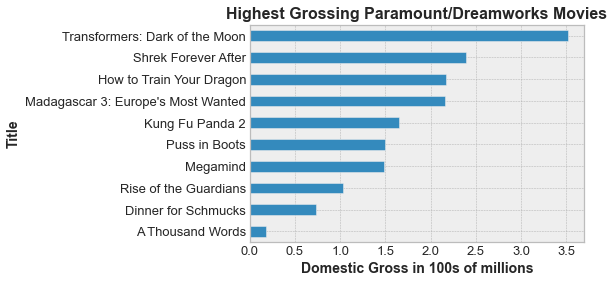 Highest Grossing Paramount/Dreamworks Movies
Transformers: Dark of the Moon
Shrek Forever After
How to Train Your Dragon
Madagascar 3: Europe's Most Wanted
Kung Fu Panda 2
Puss in Boots
Megamind
Rise of the Guardians
Dinner for Schmucks
A Thousand Words
Title
0.0 0.5 1.0 1.5 2.0 2.5 3.0 3.5
Domestic Gross in 100s of millions